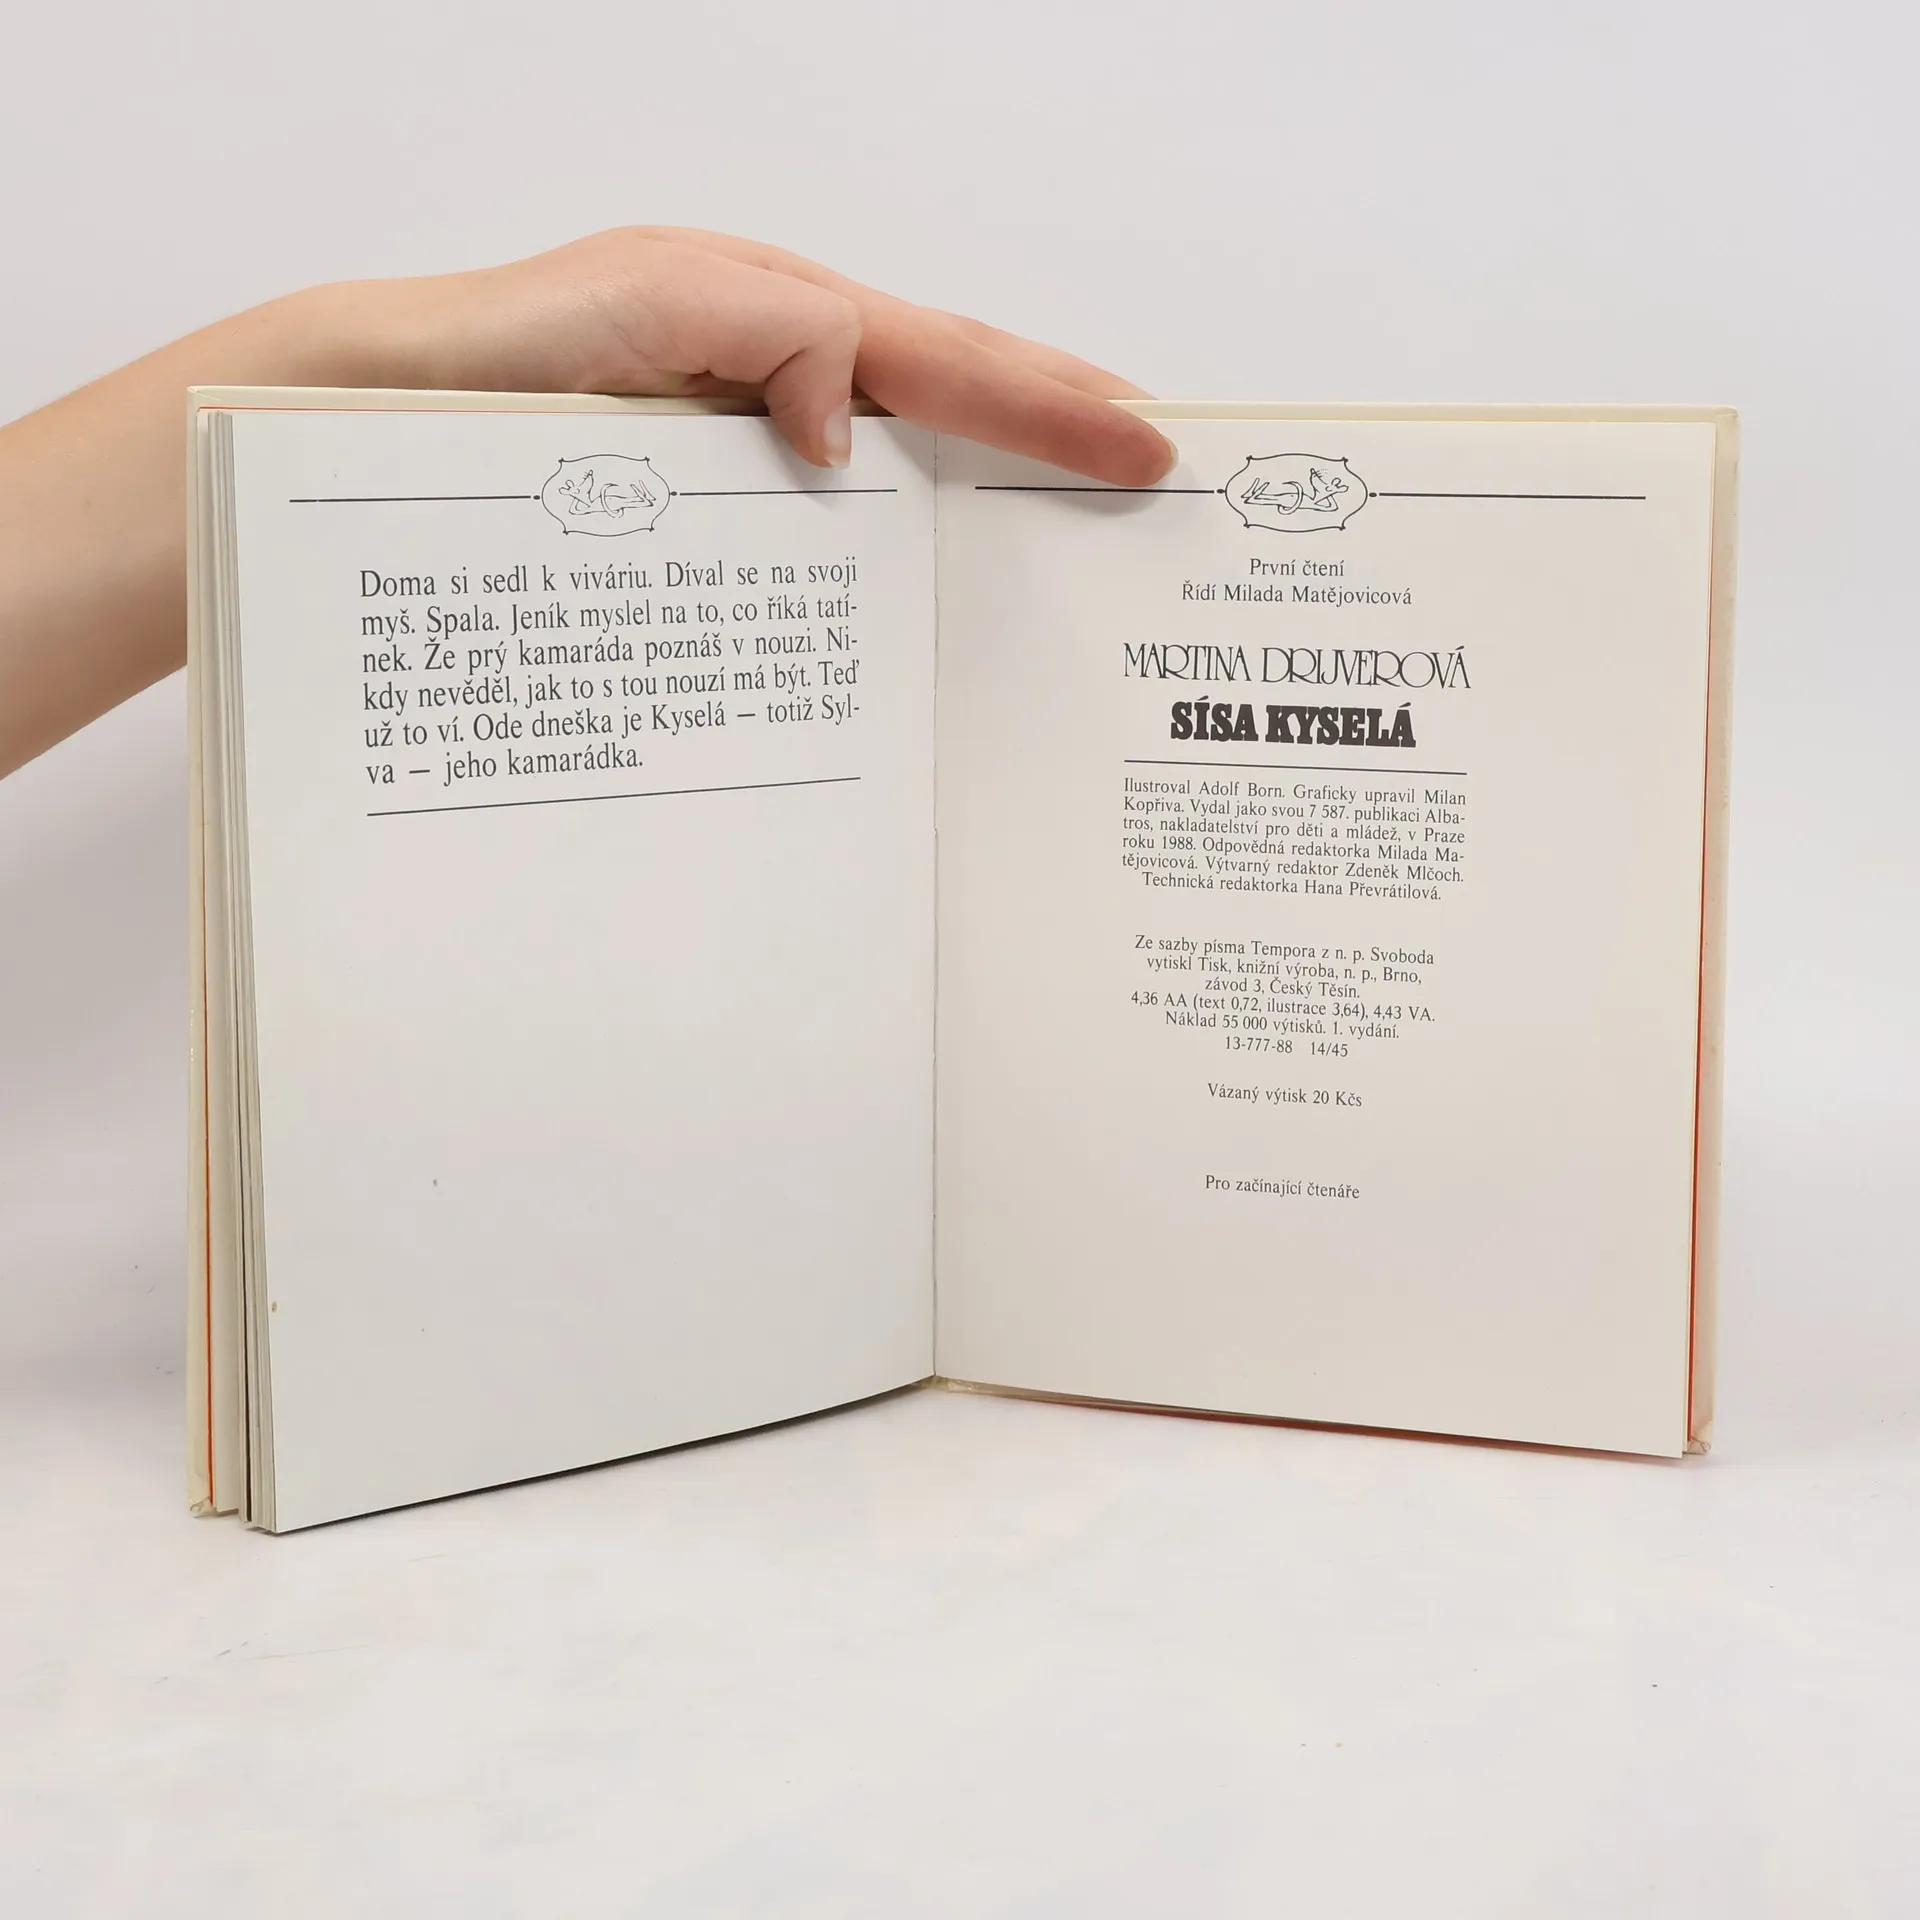 Doma si sedl k viváriu. Díval se na svoji
myš. Spala. Jeník myslel na to, co říká tatí-
nek. Že prý kamaráda poznáš v nouzi. Ni-
kdy nevěděl, jak to s tou nouzí má být. Teď
už to ví. Ode dneška je Kyselá — totiž Syl-
va — jeho kamarádka.
První čtení
Řídí Milada Matějovicová
MARTINA DRIJVEROVÁ
SÍSA KYSELÁ
Ilustroval Adolf Born. Graficky upravil Milan
Kopřiva. Vydal jako svou 7 587. publikaci Alba-
tros, nakladatelství pro děti a mládež, v Praze
roku 1988. Odpovědná redaktorka Milada Ma-
tějovicová. Výtvarný redaktor Zdeněk Mlčoch.
Technická redaktorka Hana Převrátilová.
Ze sazby písma Tempora z n. p. Svoboda
vytiskl Tisk, knižní výroba, n. p., Brno,
závod 3, Český Těsín.
4,36 AA (text 0,72, ilustrace 3,64), 4,43 VA.
Náklad 55 000 výtisků. 1. vydání.
13-777-88 14/45
Vázaný výtisk 20 Kčs
Pro začínající čtenáře